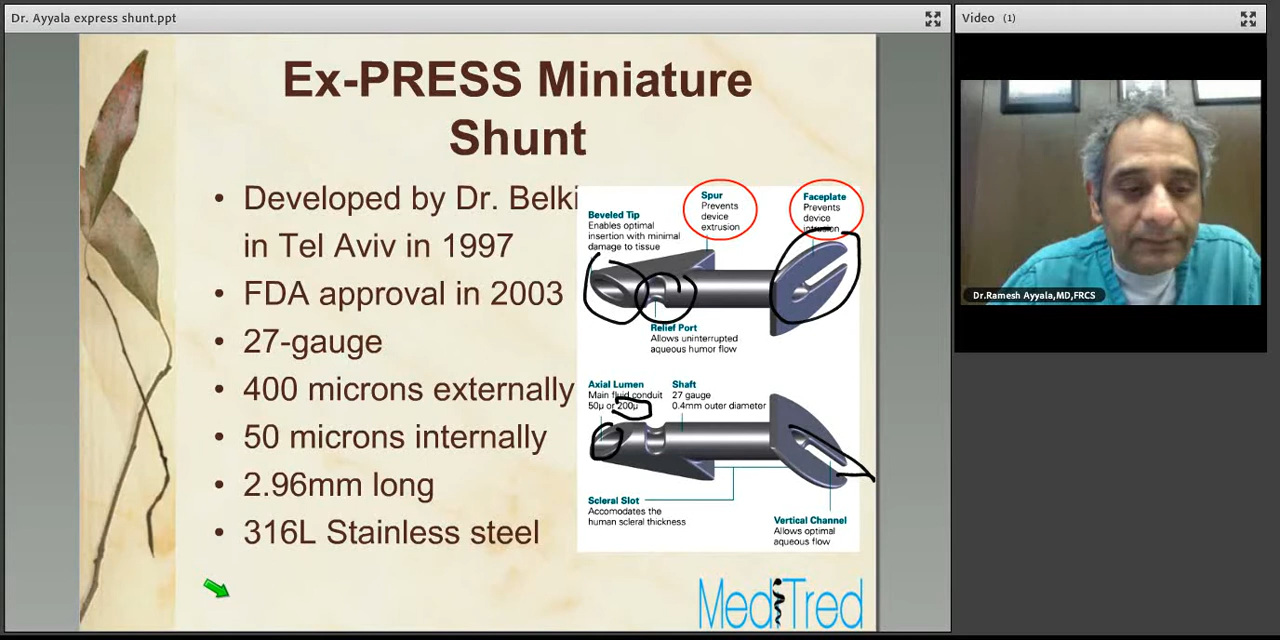 Dr. Ayyala express shunt.ppt
Video (1)
Ex-PRESS Miniature
Shunt
• Developed by Dr. Belki
in Tel Aviv in 1997
• FDA approval in 2003
• 27-gauge
• 400 microns externally
• 50 microns internally
• 2.96mm long
• 316L Stainless steel
Beveled Tip
Enables optimal
insertion with minimal
damage to tissue
Spur
Prevents
device
extrusion
Faceplate
Prevents
device
intrusion
Relief Port
Allows uninterrupted
aqueous humor flow
Axial Lumen
Main fluid conduit
50µ or 200µ
Shaft
27 gauge
0.4mm outer diameter
Scleral Slot
Accomodates the
human scleral thickness
Vertical Channel
Allows optimal
aqueous flow
MediTred
Dr.Ramesh Ayyala,MD,FRCS